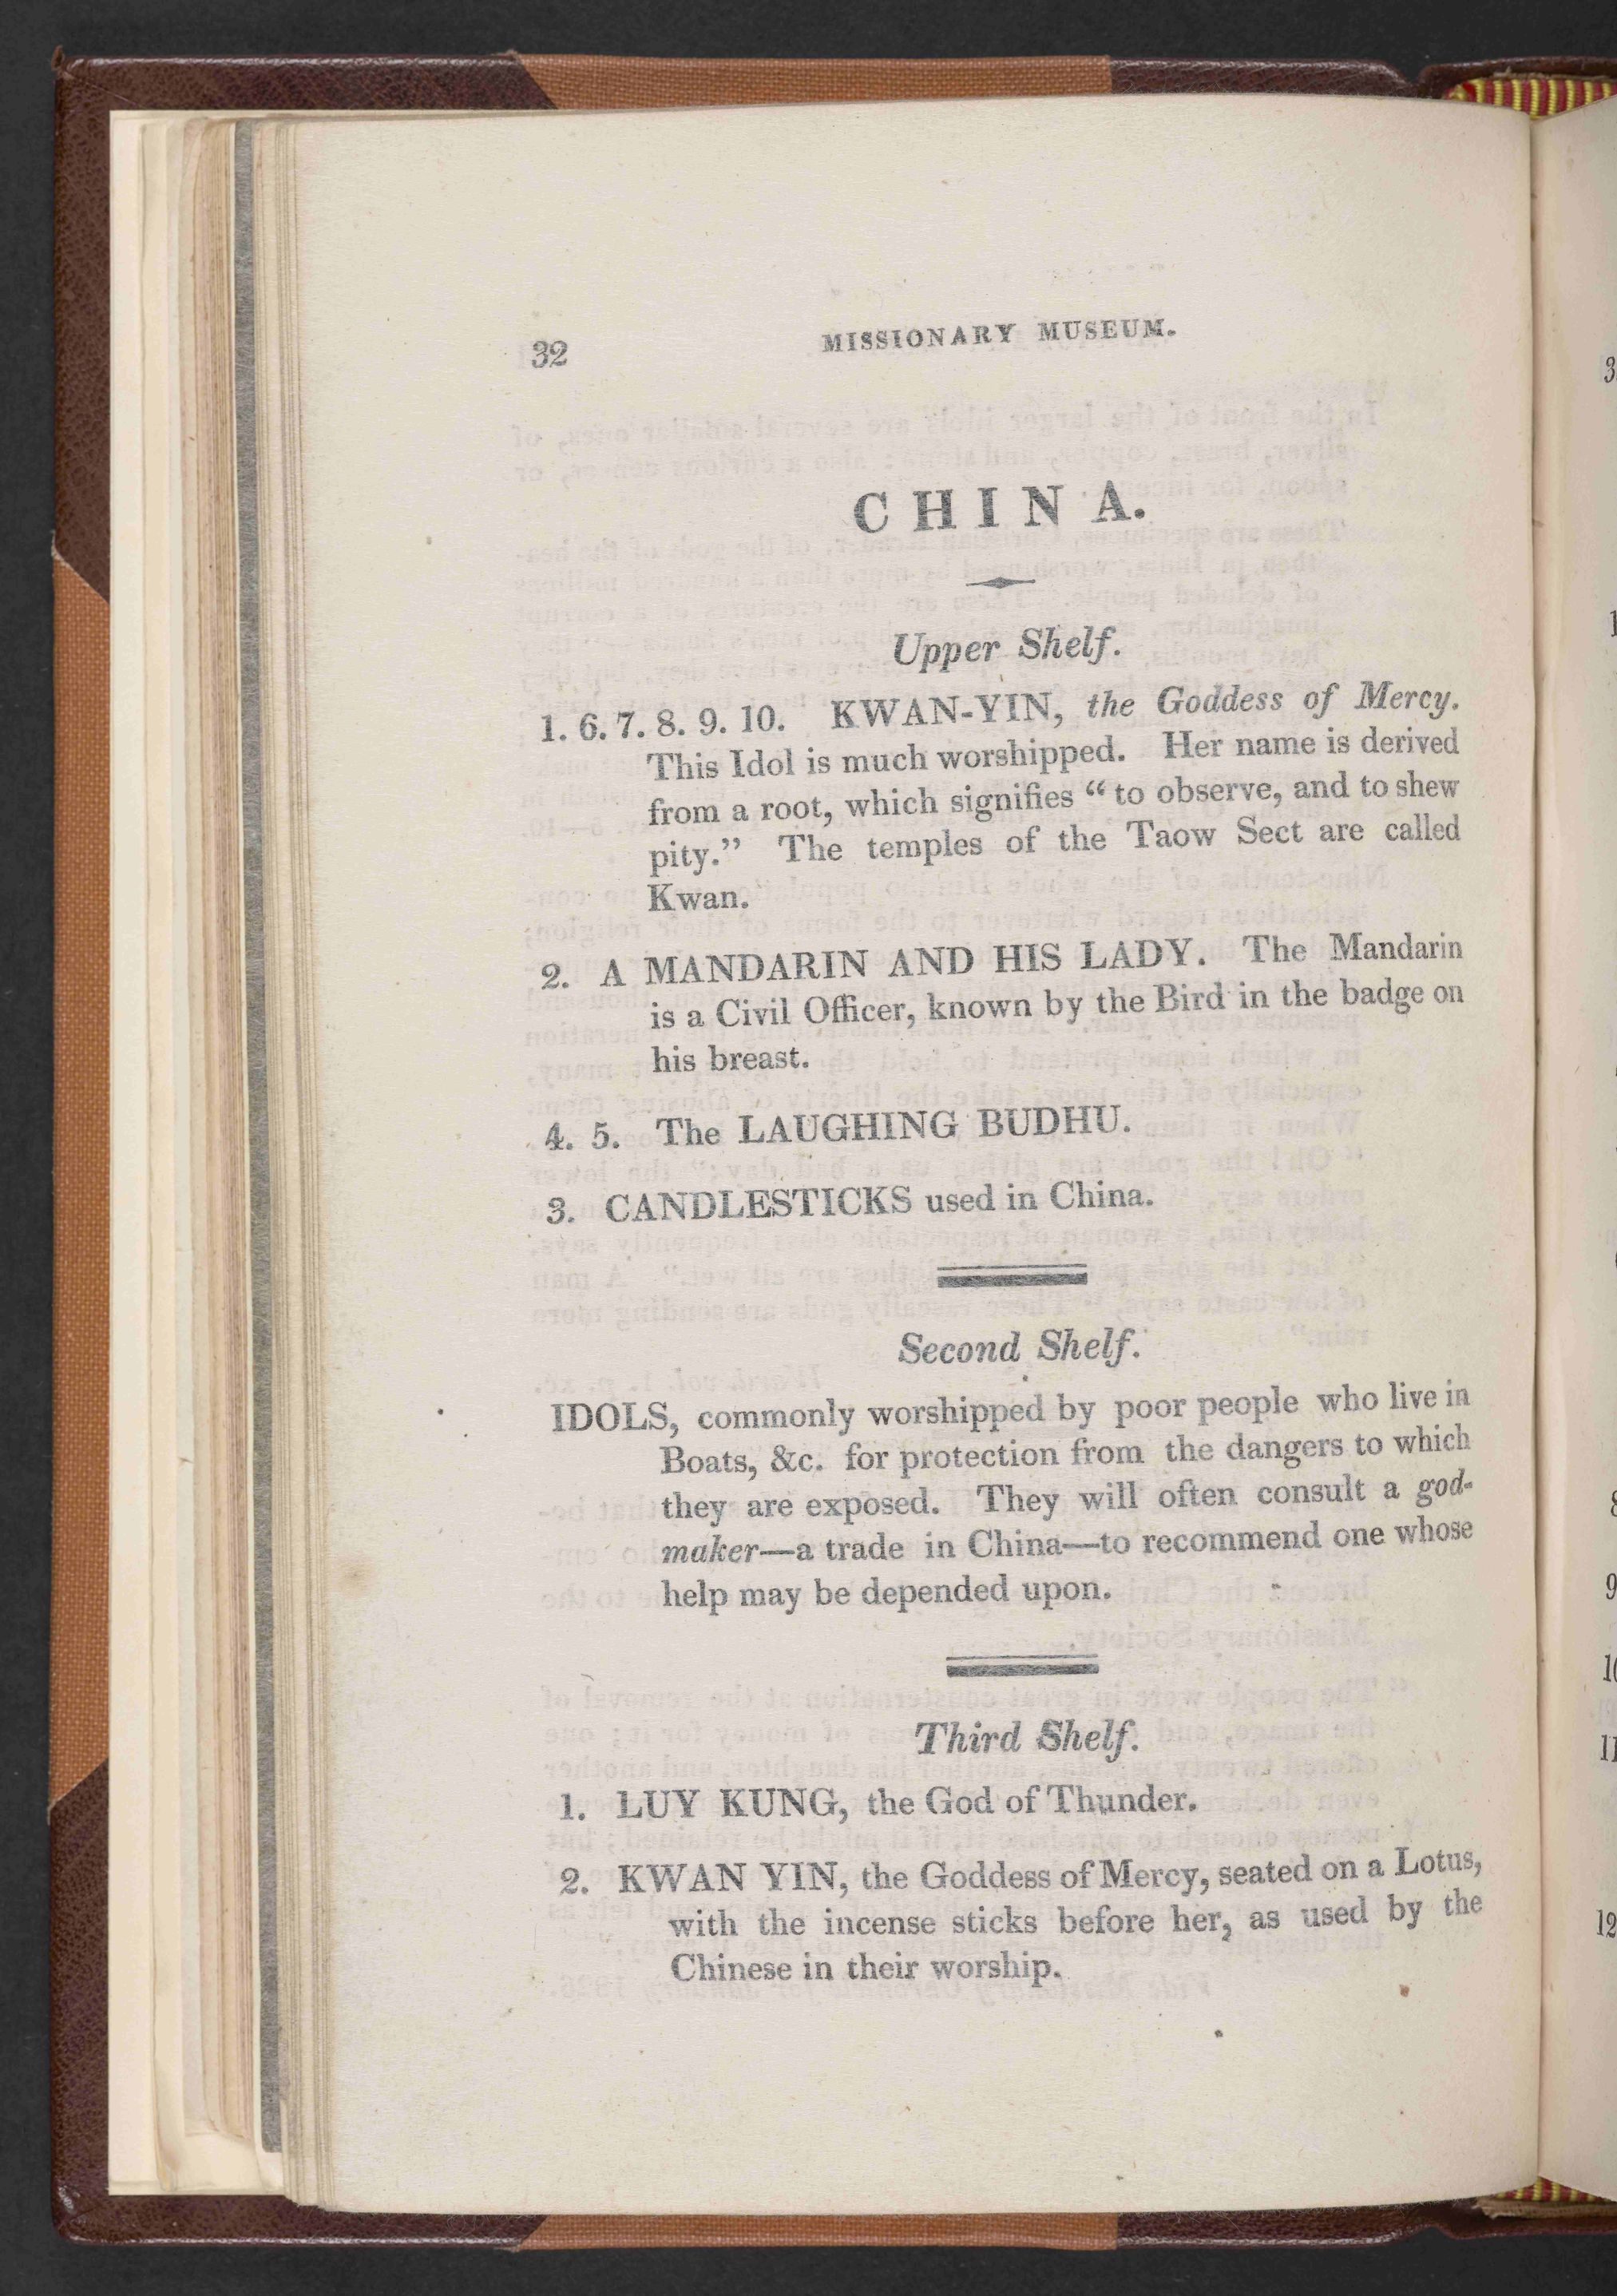 32
MISSIONARY MUSEUM.
CHINA.
Upper Shelf.
1. 6. 7. 8. 9. 10. KWAN-YIN, the Goddess of Mercy.
This Idol is much worshipped. Her name is derived
from a root, which signifies “to observe, and to shew
pity.” The temples of the Taow Sect are called
Kwan.
2. A MANDARIN AND HIS LADY. The Mandarin
is a Civil Officer, known by the Bird in the badge on
his breast.
4. 5. The LAUGHING BUDHU.
3. CANDLESTICKS used in China.
Second Shelf.
IDOLS, commonly worshipped by poor people who live in
Boats, &c. for protection from the dangers to which
they are exposed. They will often consult a god-
maker—a trade in China—to recommend one whose
help may be depended upon.
Third Shelf.
1. LUY KUNG, the God of Thunder.
2. KWAN YIN, the Goddess of Mercy, seated on a Lotus,
with the incense sticks before her, as used by the
Chinese in their worship.